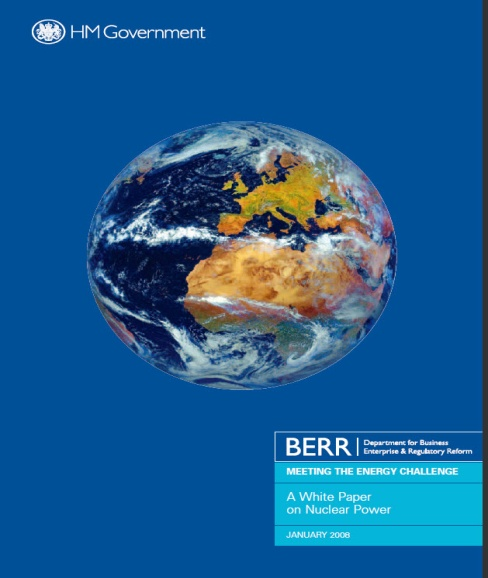 HM Government
BERR
Department for Business
Enterprise & Regulatory Reform
MEETING THE ENERGY CHALLENGE
A White Paper
on Nuclear Power
JANUARY 2008